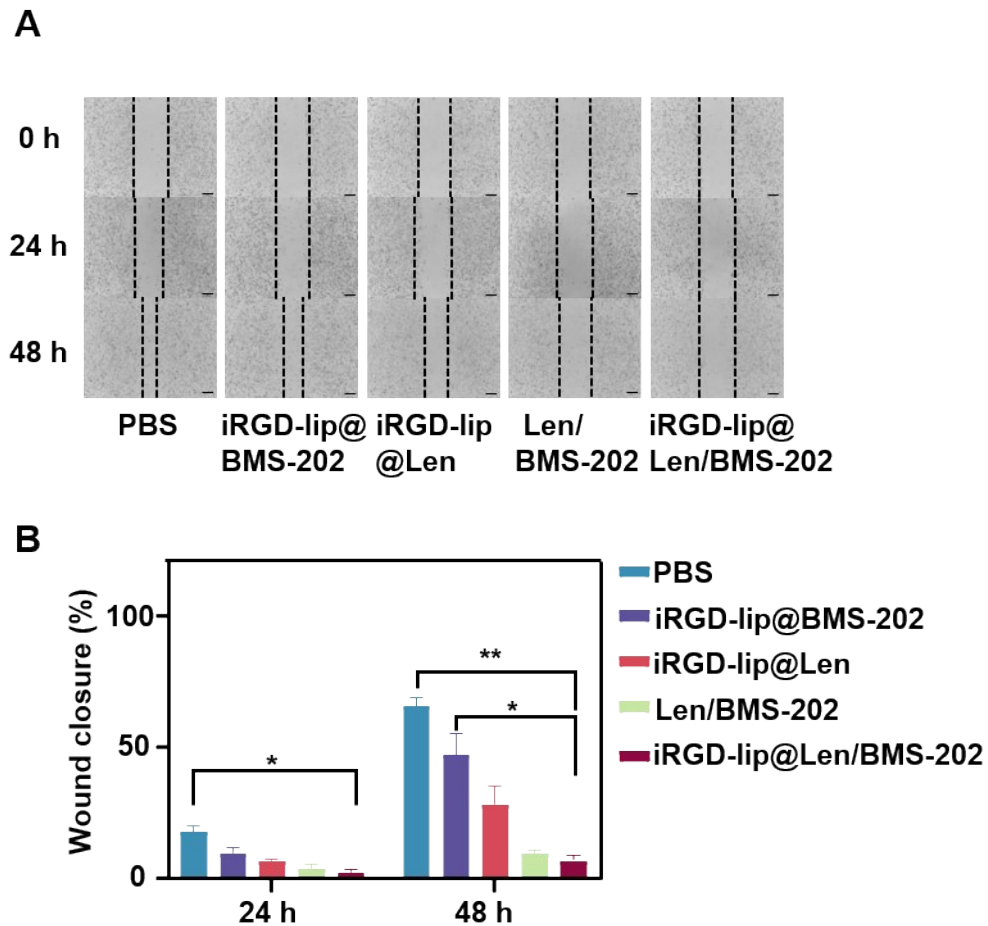 A
0 h
24 h
48 h
PBS
iRGD-lip@
BMS-202
iRGD-lip
@Len
Len/
BMS-202
iRGD-lip@
Len/BMS-202
B
Wound closure (%)
100
50
0
*
**
*
24 h
48 h
PBS
iRGD-lip@BMS-202
iRGD-lip@Len
Len/BMS-202
iRGD-lip@Len/BMS-202